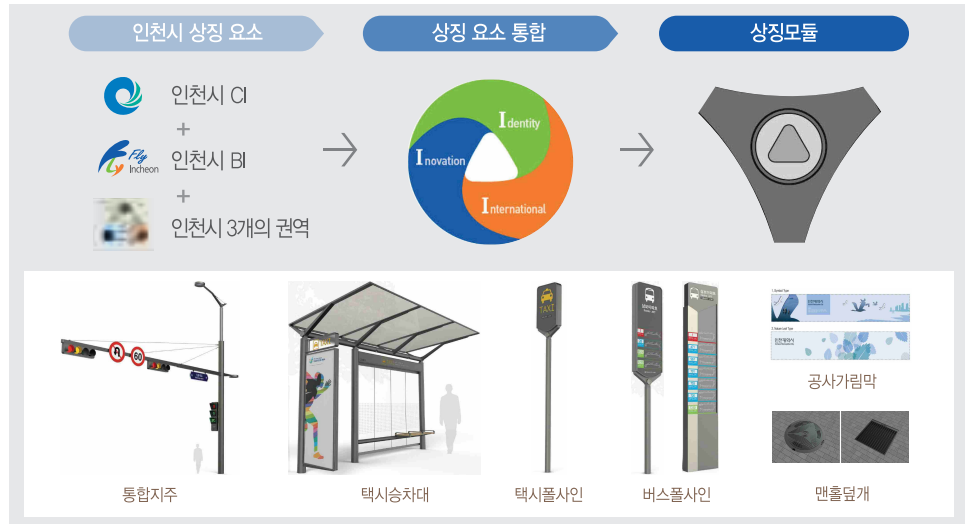 인천시 상징 요소
상징 요소 통합
상징모듈
인천시 CI
+
Fly
Incheon
인천시 BI
+
인천시 3개의 권역
Identity
Inovation
International
60
TAXI
TAXI
통합지주
택시승차대
택시폴사인
버스폴사인
공사가림막
맨홀덮개